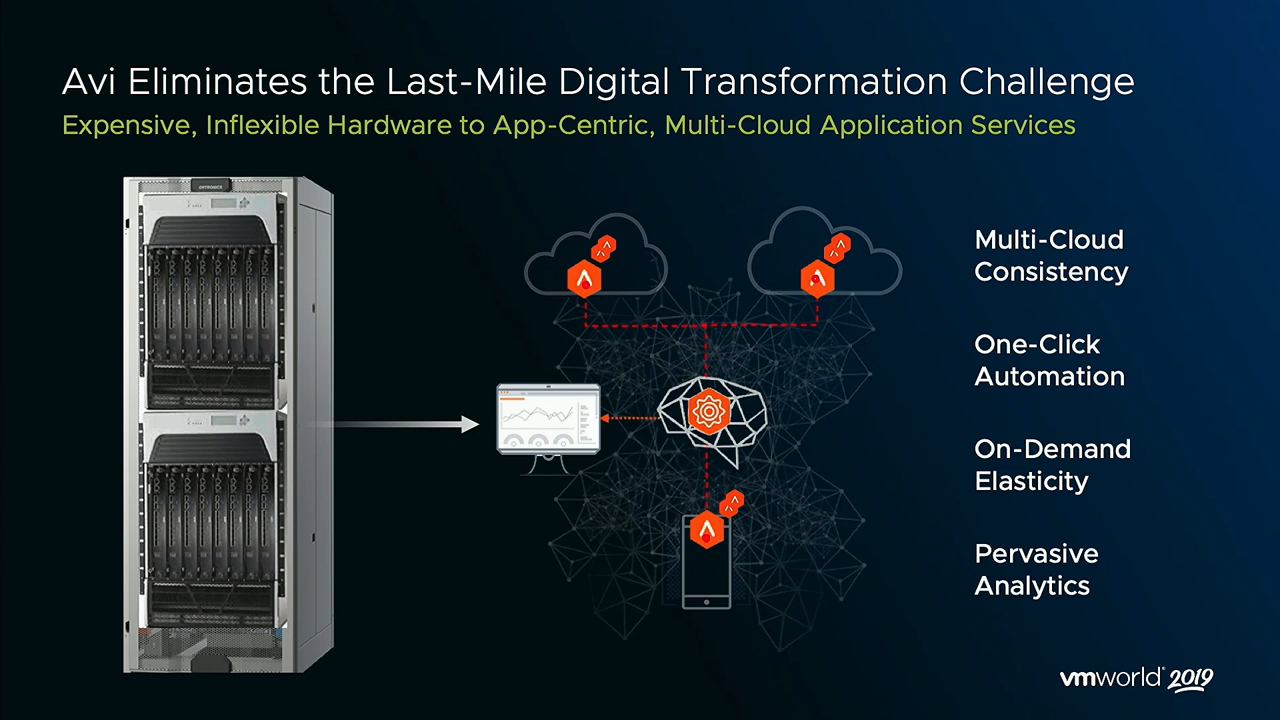 Avi Eliminates the Last-Mile Digital Transformation Challenge
Expensive, Inflexible Hardware to App-Centric, Multi-Cloud Application Services
Multi-Cloud
Consistency
One-Click
Automation
On-Demand
Elasticity
Pervasive
Analytics
vmworld 2019